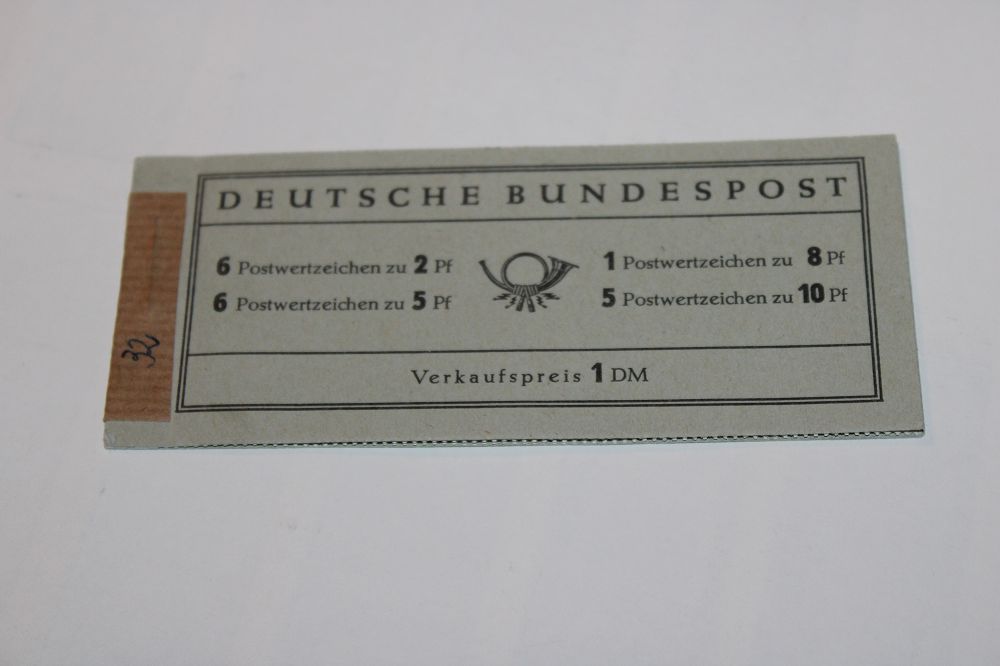 DEUTSCHE BUNDESPOST
6 Postwertzeichen zu 2 Pf
6 Postwertzeichen zu 5 Pf
1 Postwertzeichen zu 8 Pf
5 Postwertzeichen zu 10 Pf
Verkaufspreis 1 DM
32